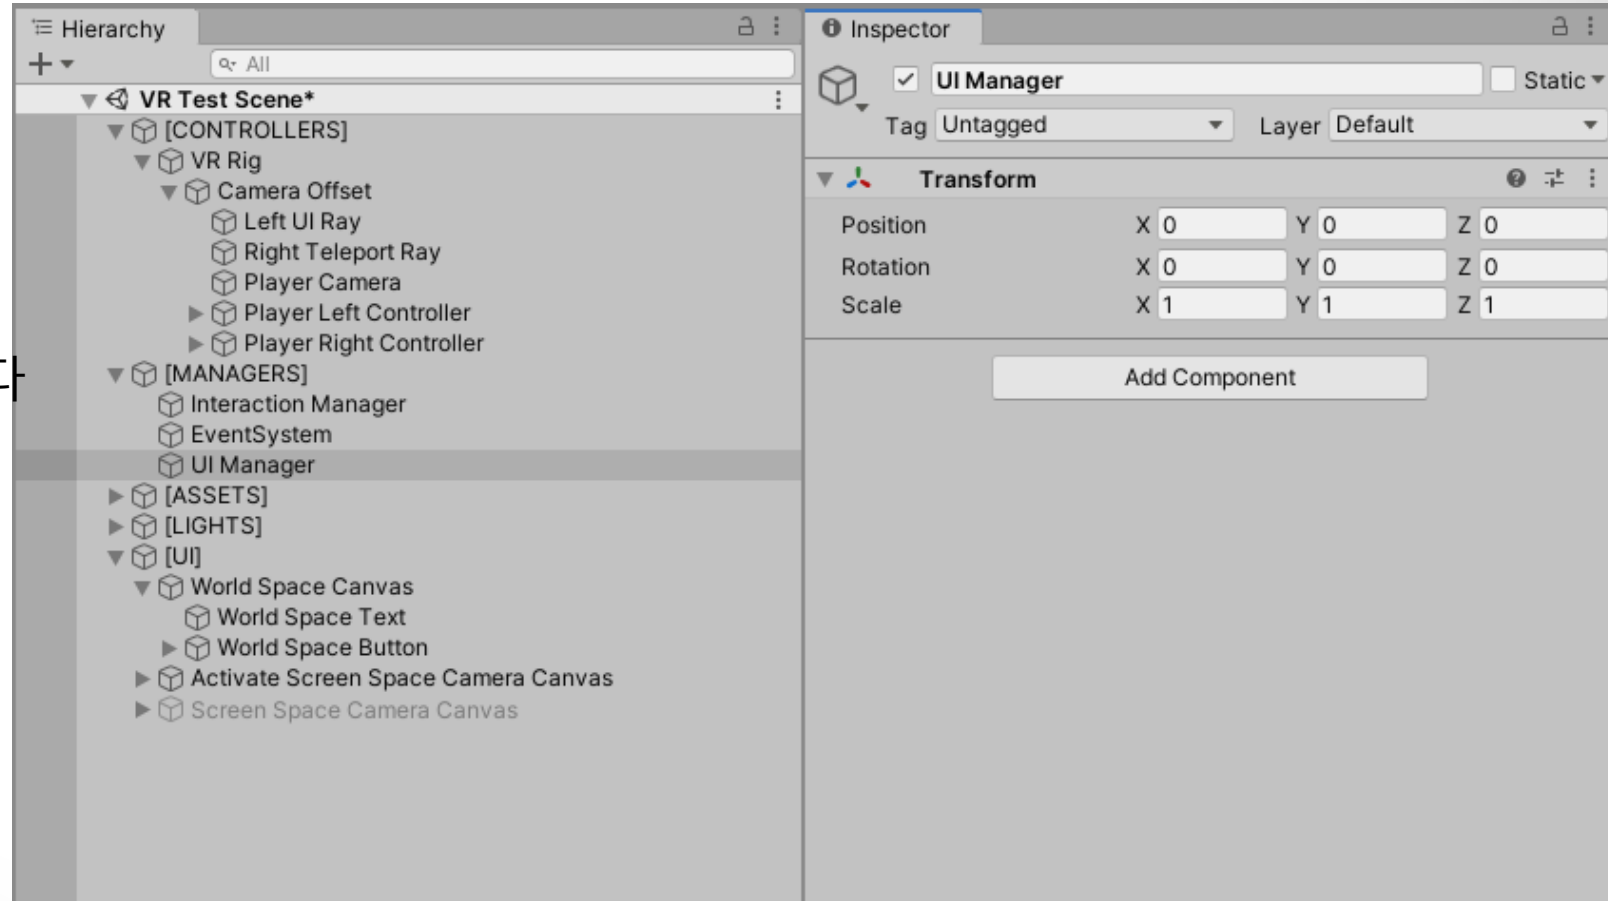 Hierarchy
All
VR Test Scene*
[CONTROLLERS]
VR Rig
Camera Offset
Left UI Ray
Right Teleport Ray
Player Camera
Player Left Controller
Player Right Controller
[MANAGERS]
Interaction Manager
EventSystem
UI Manager
[ASSETS]
[LIGHTS]
[UI]
World Space Canvas
World Space Text
World Space Button
Activate Screen Space Camera Canvas
Screen Space Camera Canvas
Inspector
UI Manager Static
Tag Untagged Layer Default
Transform
Position X 0 Y 0 Z 0
Rotation X 0 Y 0 Z 0
Scale X 1 Y 1 Z 1
Add Component